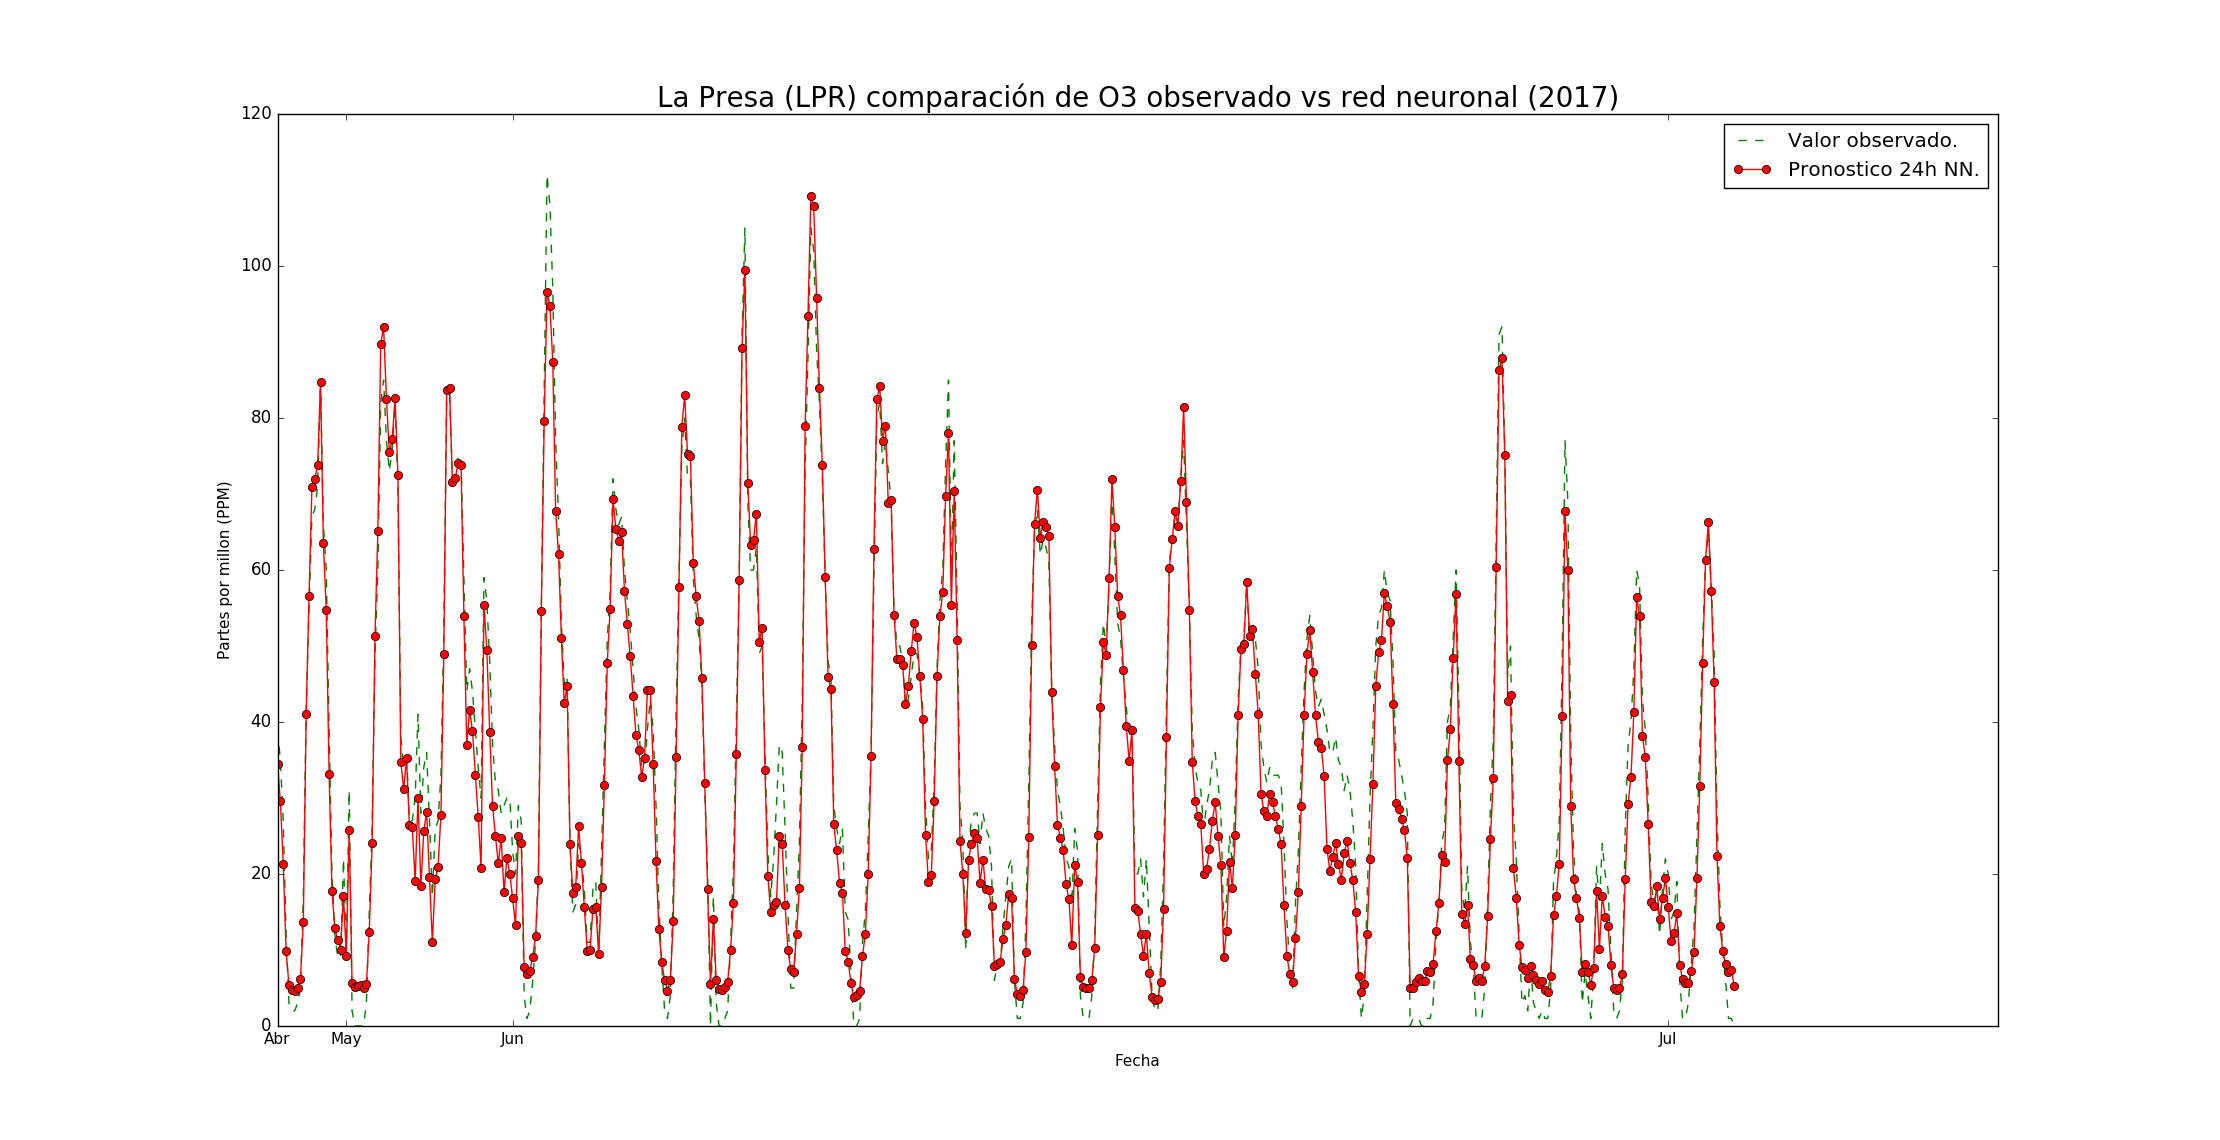 La Presa (LPR) comparación de O3 observado vs red neuronal (2017)
120
100
80
60
40
20
0
Partes por millon (PPM)
Valor observado.
Pronostico 24h NN.
Abr May Jun Jul
Fecha